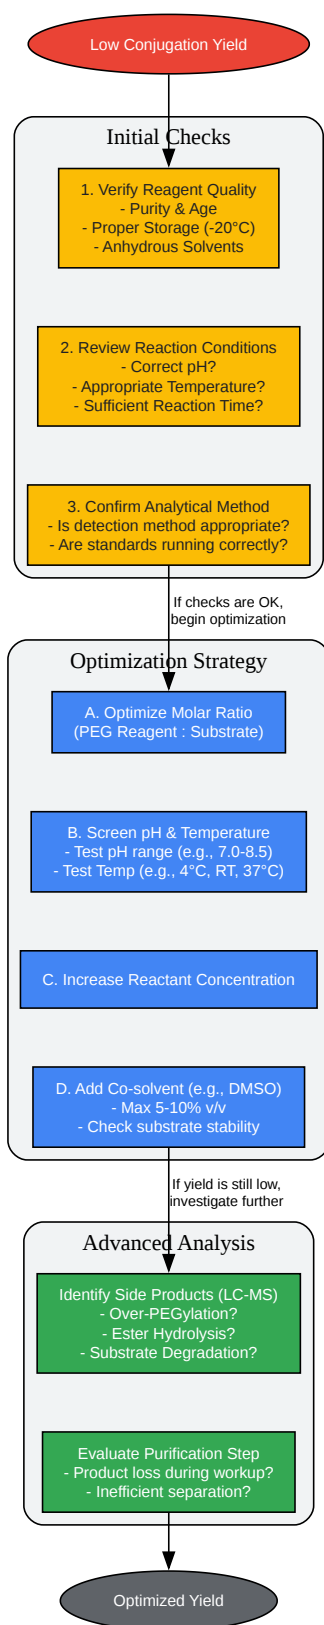 Low Conjugation Yield
Initial Checks
1. Verify Reagent Quality
- Purity & Age
- Proper Storage (-20°C)
- Anhydrous Solvents
2. Review Reaction Conditions
- Correct pH?
- Appropriate Temperature?
- Sufficient Reaction Time?
3. Confirm Analytical Method
- Is detection method appropriate?
- Are standards running correctly?
If checks are OK,
begin optimization
Optimization Strategy
A. Optimize Molar Ratio
(PEG Reagent : Substrate)
B. Screen pH & Temperature
- Test pH range (e.g., 7.0-8.5)
- Test Temp (e.g., 4°C, RT, 37°C)
C. Increase Reactant Concentration
D. Add Co-solvent (e.g., DMSO)
- Max 5-10% v/v
- Check substrate stability
If yield is still low,
investigate further
Advanced Analysis
Identify Side Products (LC-MS)
- Over-PEGylation?
- Ester Hydrolysis?
- Substrate Degradation?
Evaluate Purification Step
- Product loss during workup?
- Inefficient separation?
Optimized Yield